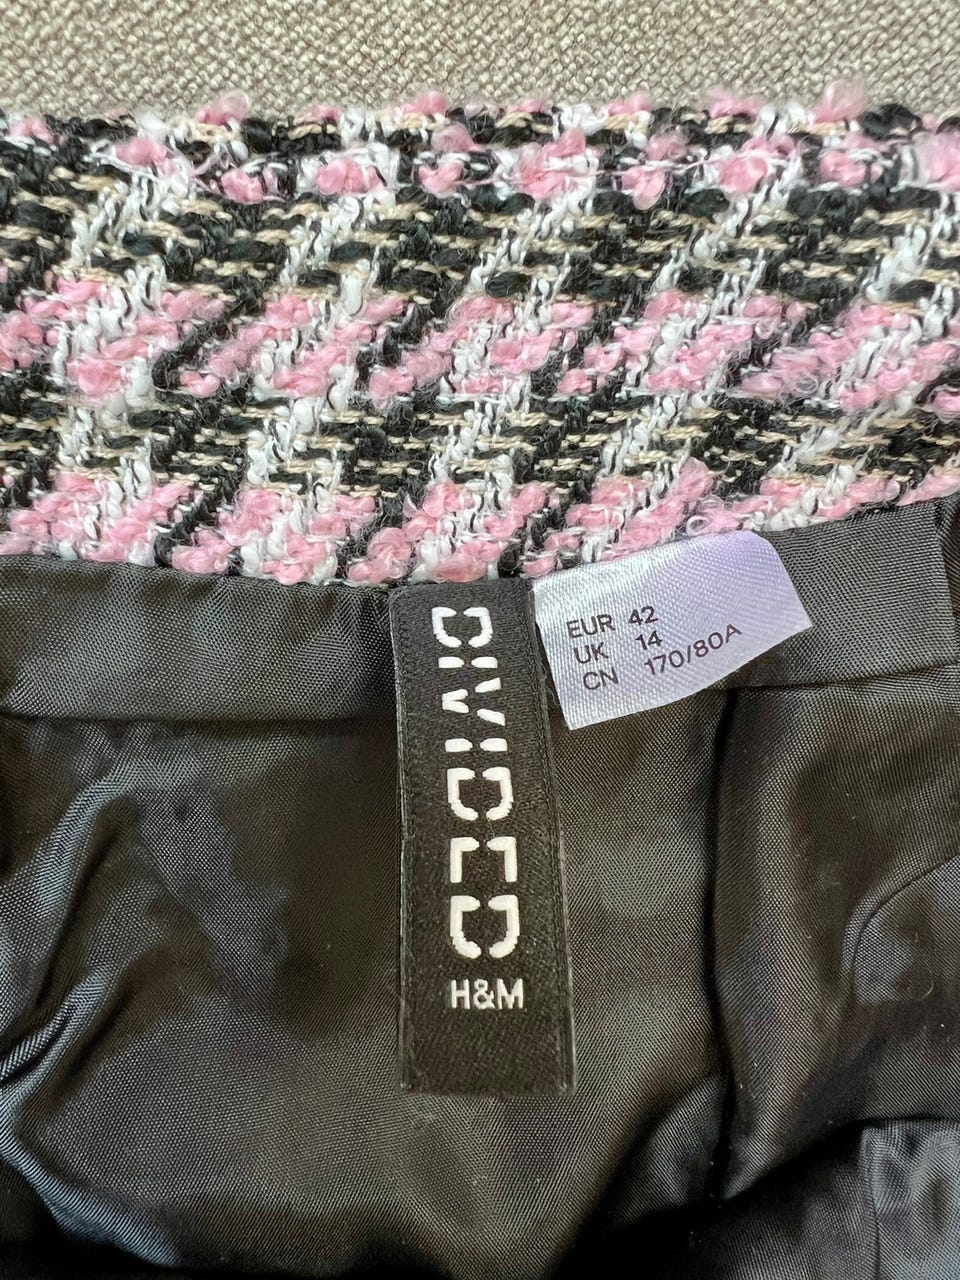 DIVIDED
H&M
EUR 42
UK 14
CN 170/80A